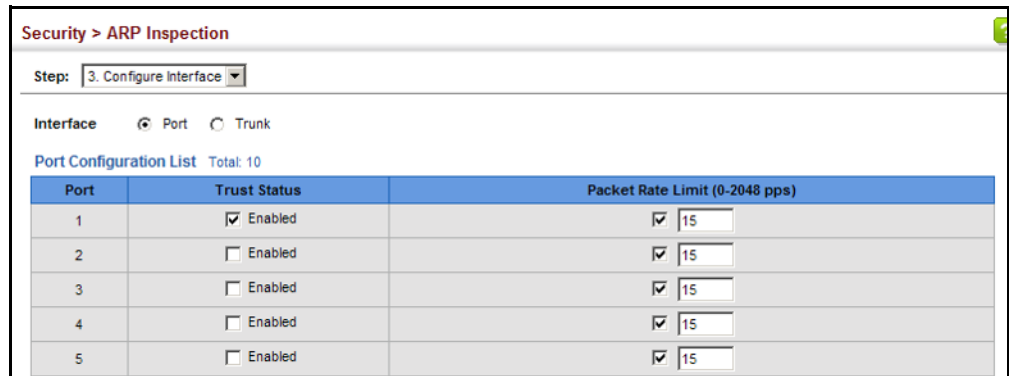 Security > ARP Inspection
?
Step: 3. Configure Interface
Interface Port Trunk
Port Configuration List Total: 10
Port Trust Status Packet Rate Limit (0-2048 pps)
1 Enabled 15
2 Enabled 15
3 Enabled 15
4 Enabled 15
5 Enabled 15